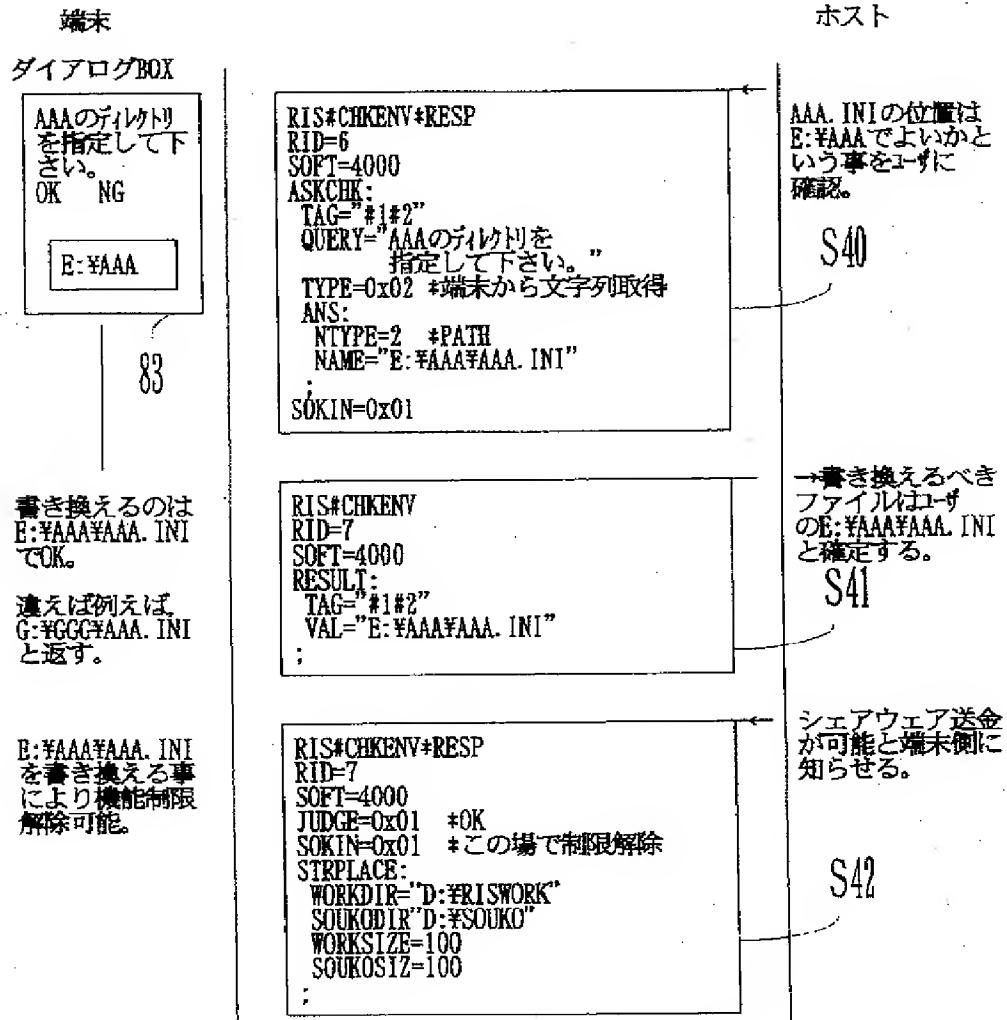 端末
ホスト
ダイアログBOX
AAAのディレクトリ
を指定して下
さい。
OK NG
E:¥AAA
83
書き換えるのは
E:¥AAA¥AAA.INI
でOK。
違えば例えば、
G:¥GGG¥AAA.INI
と返す。
E:¥AAA¥AAA.INI
を書き換える事
により機能制限
解除可能。
RIS#CHKENV*RESP
RID=6
SOFT=4000
ASKCHK:
TAG="#1#2"
QUERY="AAAのディレクトリを
指定して下さい。"
TYPE=0x02 *端末から文字列取得
ANS:
NTYPE=2 *PATH
NAME="E:¥AAA¥AAA.INI"
;
SOKIN=0x01
RIS#CHKENV
RID=7
SOFT=4000
RESULT:
TAG="#1#2"
VAL="E:¥AAA¥AAA.INI"
;
RIS#CHKENV*RESP
RID=7
SOFT=4000
JUDGE=0x01 *OK
SOKIN=0x01 *この場で制限解除
STRPLACE:
WORKDIR="D:¥RISWORK"
SOUKODIR"D:¥SOUKO"
WORKSIZE=100
SOUKOSIZ=100
;
AAA.INIの位置は
E:¥AAAでよいかと
いう事をユーザに
確認。
S40
→書き換えるべき
ファイルはユーザ
のE:¥AAA¥AAA.INI
と確定する。
S41
シェアウェア送金
が可能と端末側に
知らせる。
S42